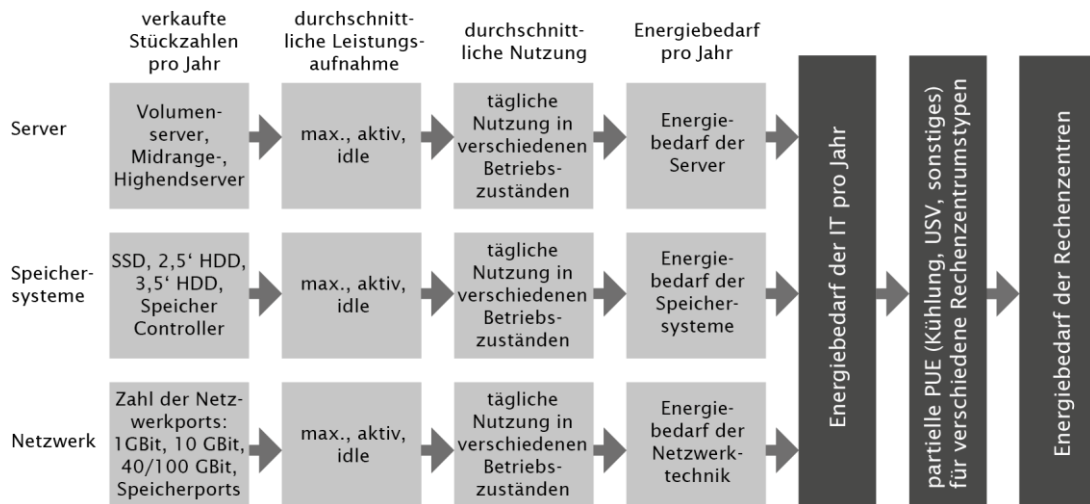 verkaufte
Stückzahlen
pro Jahr
durchschnitt-
liche Leistungs-
aufnahme
durchschnitt-
liche Nutzung
Energiebedarf
pro Jahr
Server
Volumen-
server,
Midrange-,
Highendserver
max., aktiv,
idle
tägliche
Nutzung in
verschiedenen
Betriebs-
zuständen
Energie-
bedarf der
Server
Speicher-
systeme
SSD, 2,5‘ HDD,
3,5‘ HDD,
Speicher
Controller
max., aktiv,
idle
tägliche
Nutzung in
verschiedenen
Betriebs-
zuständen
Energie-
bedarf der
Speicher-
systeme
Netzwerk
Zahl der Netz-
werkports:
1GBit, 10 GBit,
40/100 GBit,
Speicherports
max., aktiv,
idle
tägliche
Nutzung in
verschiedenen
Betriebs-
zuständen
Energie-
bedarf der
Netzwerk-
technik
Energiebedarf der IT pro Jahr
partielle PUE (Kühlung, USV, sonstiges)
für verschiedene Rechenzentrumstypen
Energiebedarf der Rechenzentren